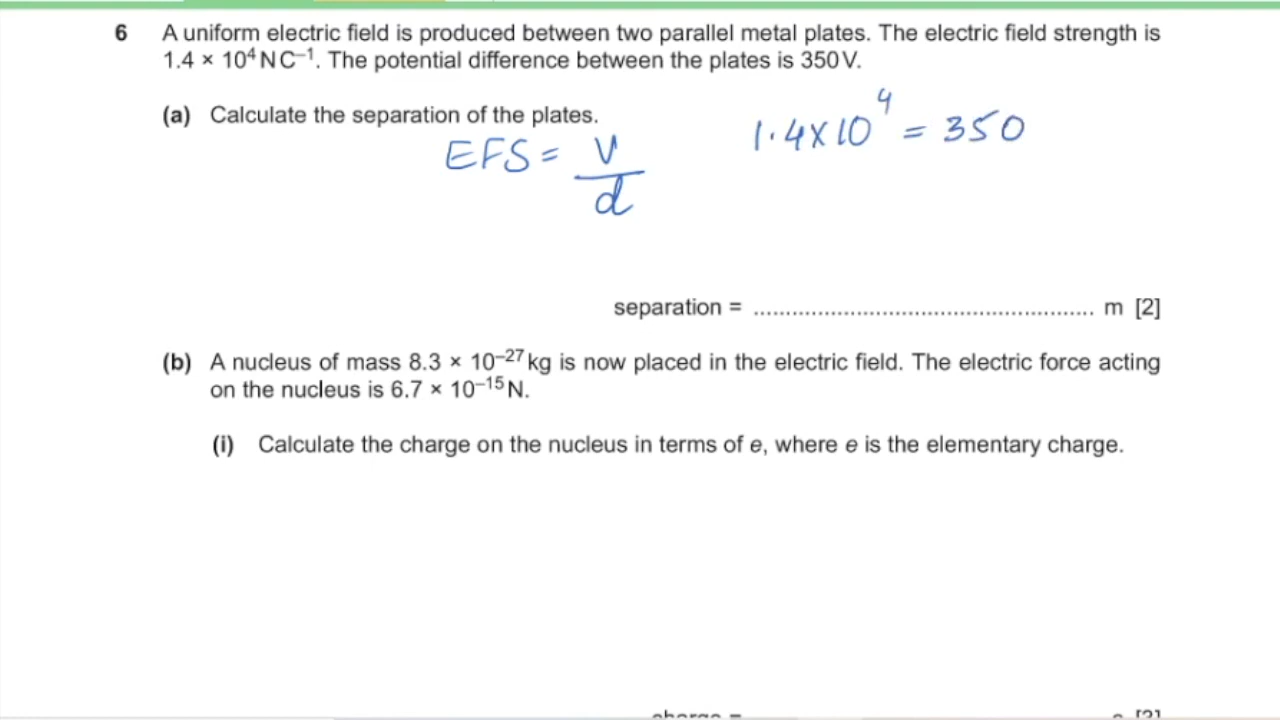 6 A uniform electric field is produced between two parallel metal plates. The electric field strength is
1.4 × 10⁴ N C⁻¹. The potential difference between the plates is 350 V.
(a) Calculate the separation of the plates.
1.4 X 10⁴ = 350
EFS = V
d
separation = ...................................................... m [2]
(b) A nucleus of mass 8.3 × 10⁻²⁷ kg is now placed in the electric field. The electric force acting
on the nucleus is 6.7 × 10⁻¹⁵ N.
(i) Calculate the charge on the nucleus in terms of e, where e is the elementary charge.